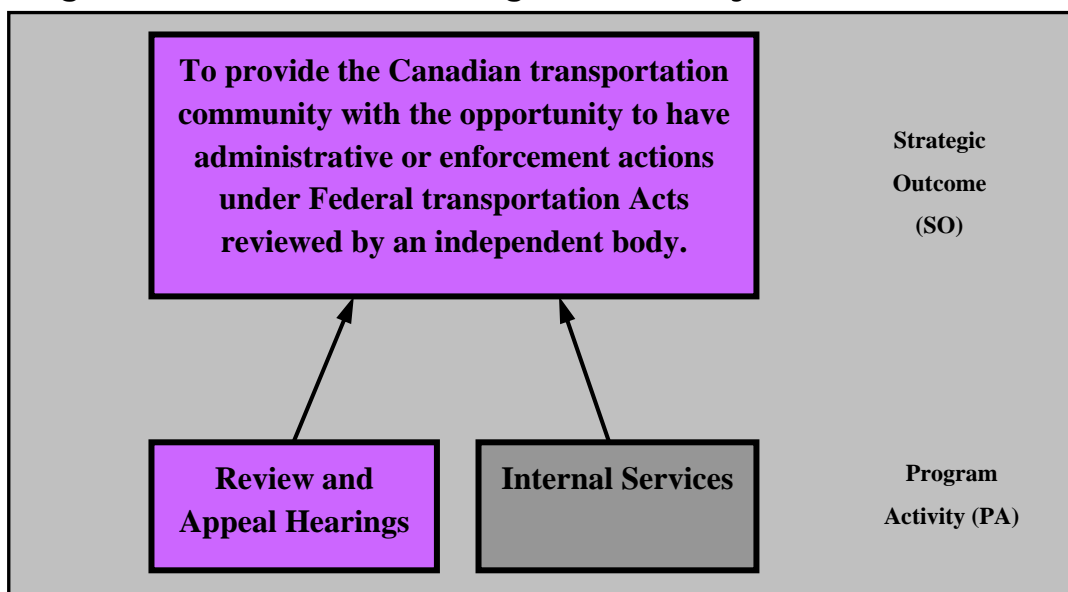 To provide the Canadian transportation
community with the opportunity to have
administrative or enforcement actions
under Federal transportation Acts
reviewed by an independent body.
Strategic
Outcome
(SO)
Review and
Appeal Hearings
Internal Services
Program
Activity (PA)